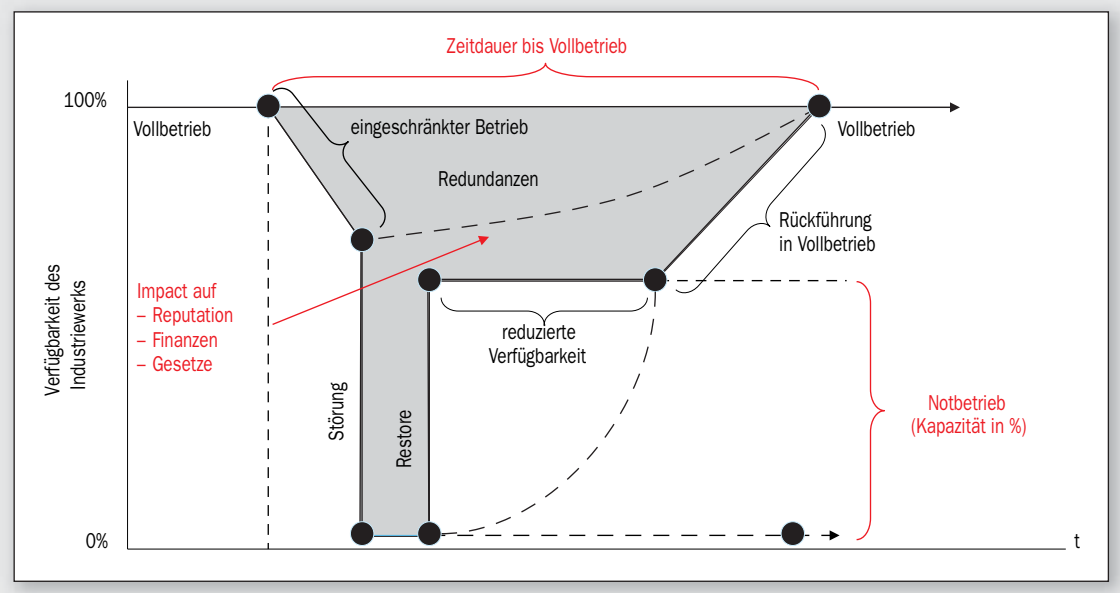 Zeitdauer bis Vollbetrieb
100%
Vollbetrieb
eingeschränkter Betrieb
Vollbetrieb
Redundanzen
Rückführung
in Vollbetrieb
Verfügbarkeit des
Industriewerks
Impact auf
– Reputation
– Finanzen
– Gesetze
reduzierte
Verfügbarkeit
Störung
Restore
Notbetrieb
(Kapazität in %)
0%
t